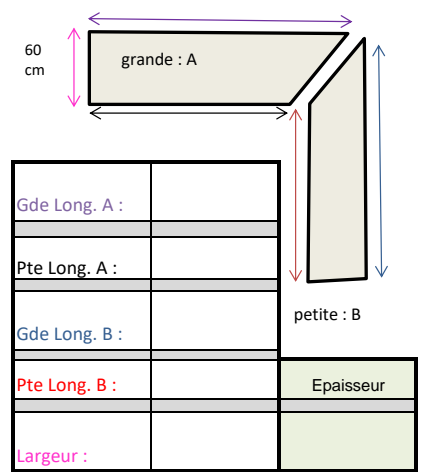 60
cm
grande : A
Gde Long. A :
Pte Long. A :
petite : B
Gde Long. B :
Pte Long. B :
Epaisseur
Largeur :